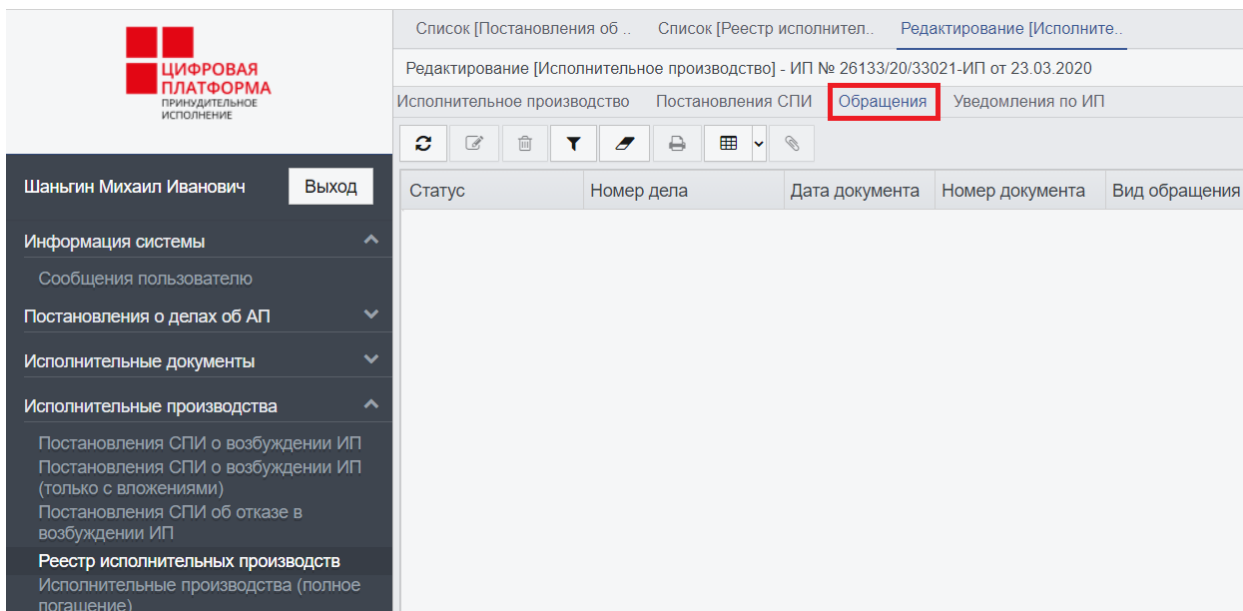 ЦИФРОВАЯ
ПЛАТФОРМА
ПРИНУДИТЕЛЬНОЕ
ИСПОЛНЕНИЕ
Список [Постановления об .. Список [Реестр исполнител.. Редактирование [Исполните..
Редактирование [Исполнительное производство] - ИП № 26133/20/33021-ИП от 23.03.2020
Исполнительное производство Постановления СПИ Обращения Уведомления по ИП
Шаньгин Михаил Иванович Выход
Статус Номер дела Дата документа Номер документа Вид обращения
Информация системы
Сообщения пользователю
Постановления о делах об АП
Исполнительные документы
Исполнительные производства
Постановления СПИ о возбуждении ИП
Постановления СПИ о возбуждении ИП
(только с вложениями)
Постановления СПИ об отказе в
возбуждении ИП
Реестр исполнительных производств
Исполнительные производства (полное
погашение)